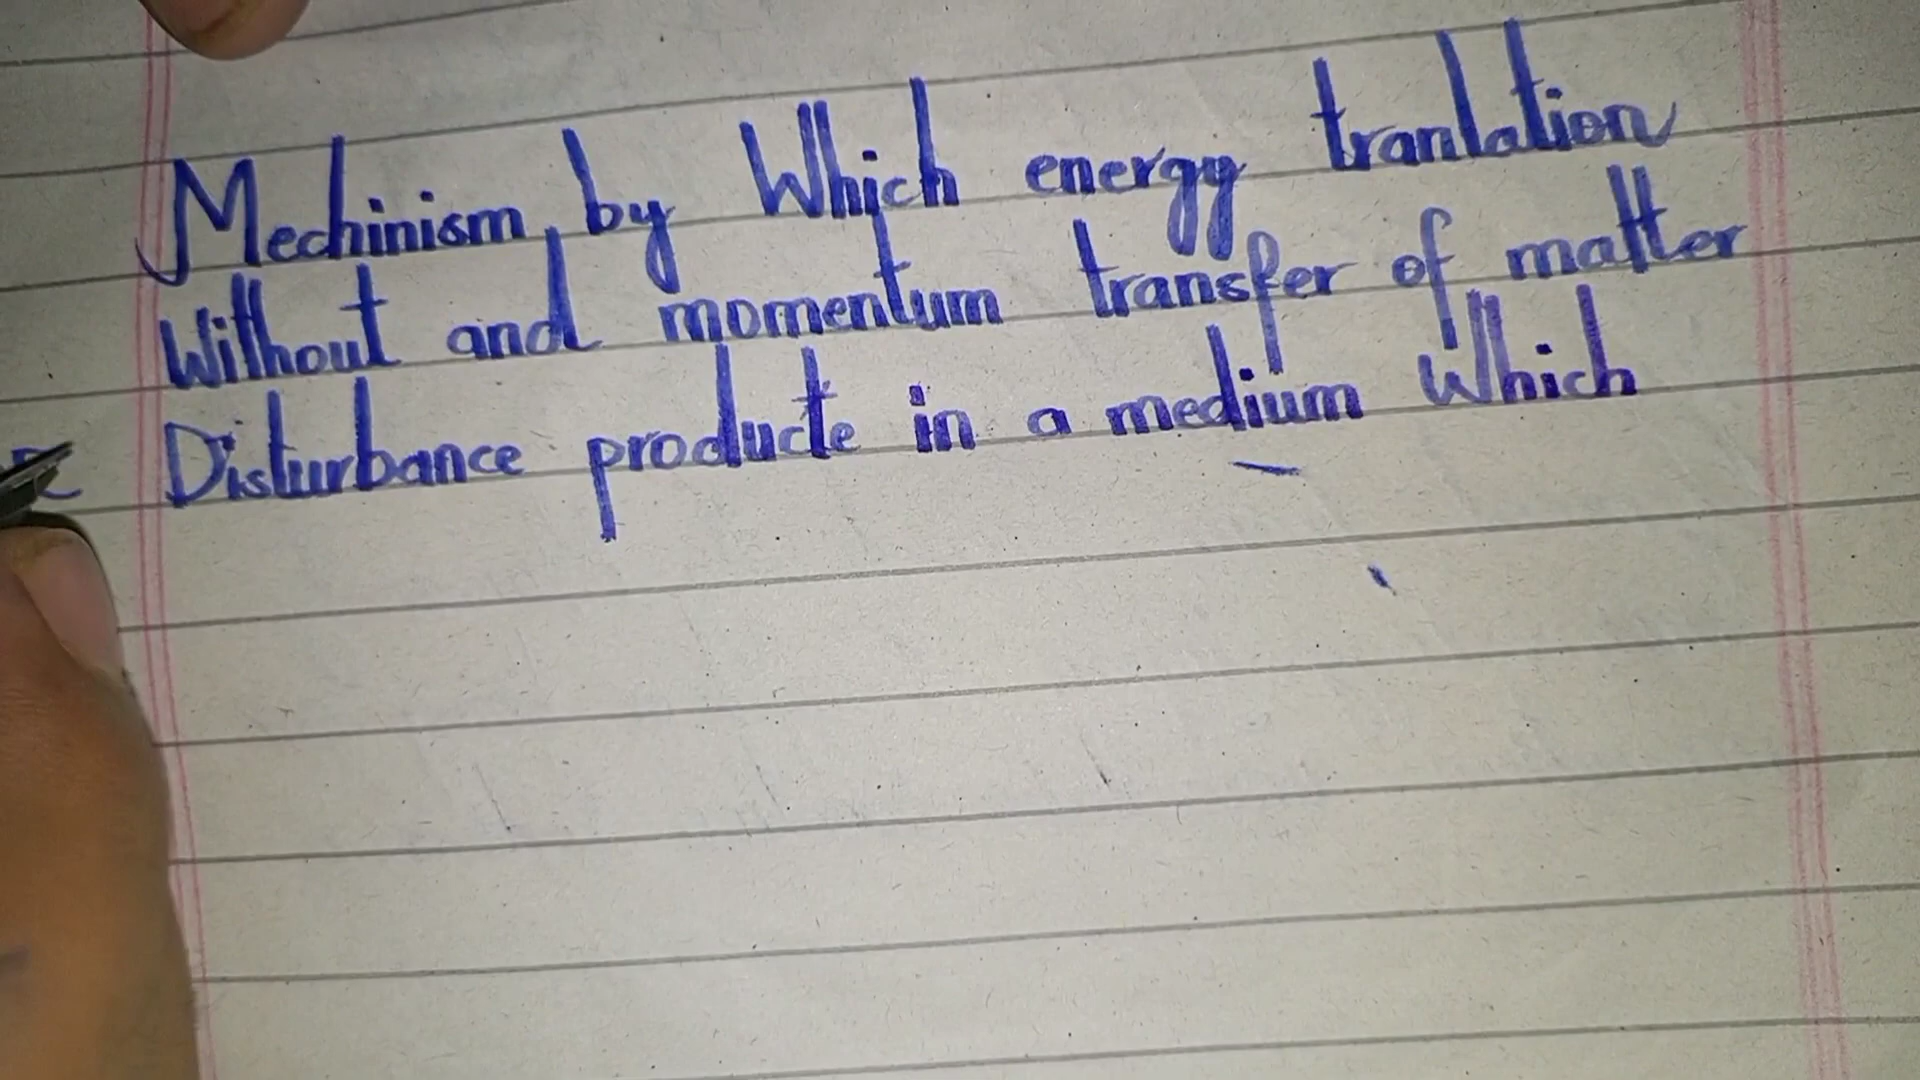 Mechinism by Which energy tranlation
Without and momentum transfer of matter
Disturbance producte in a medium Which